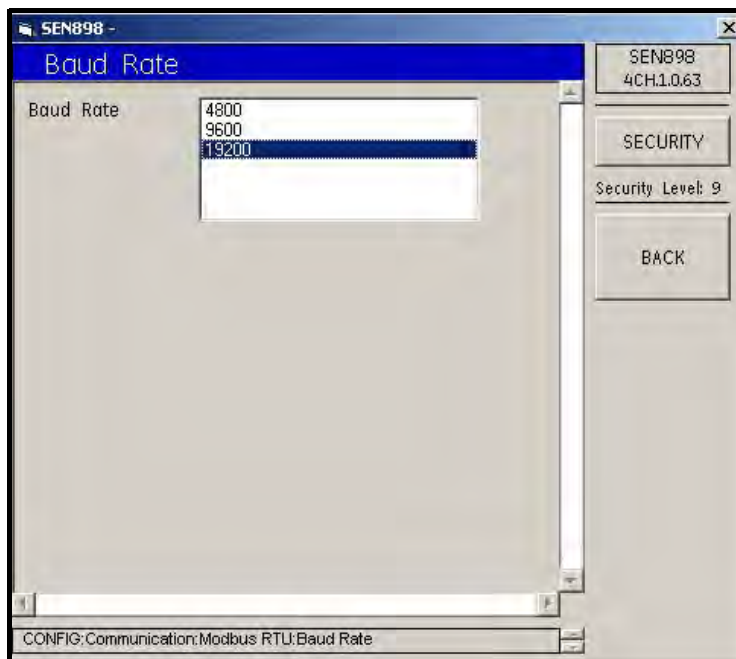 SEN898 -
Baud Rate
Baud Rate
4800
9600
19200
SEN898
4CH.1.0.63
SECURITY
Security Level: 9
BACK
CONFIG:Communication:Modbus RTU:Baud Rate